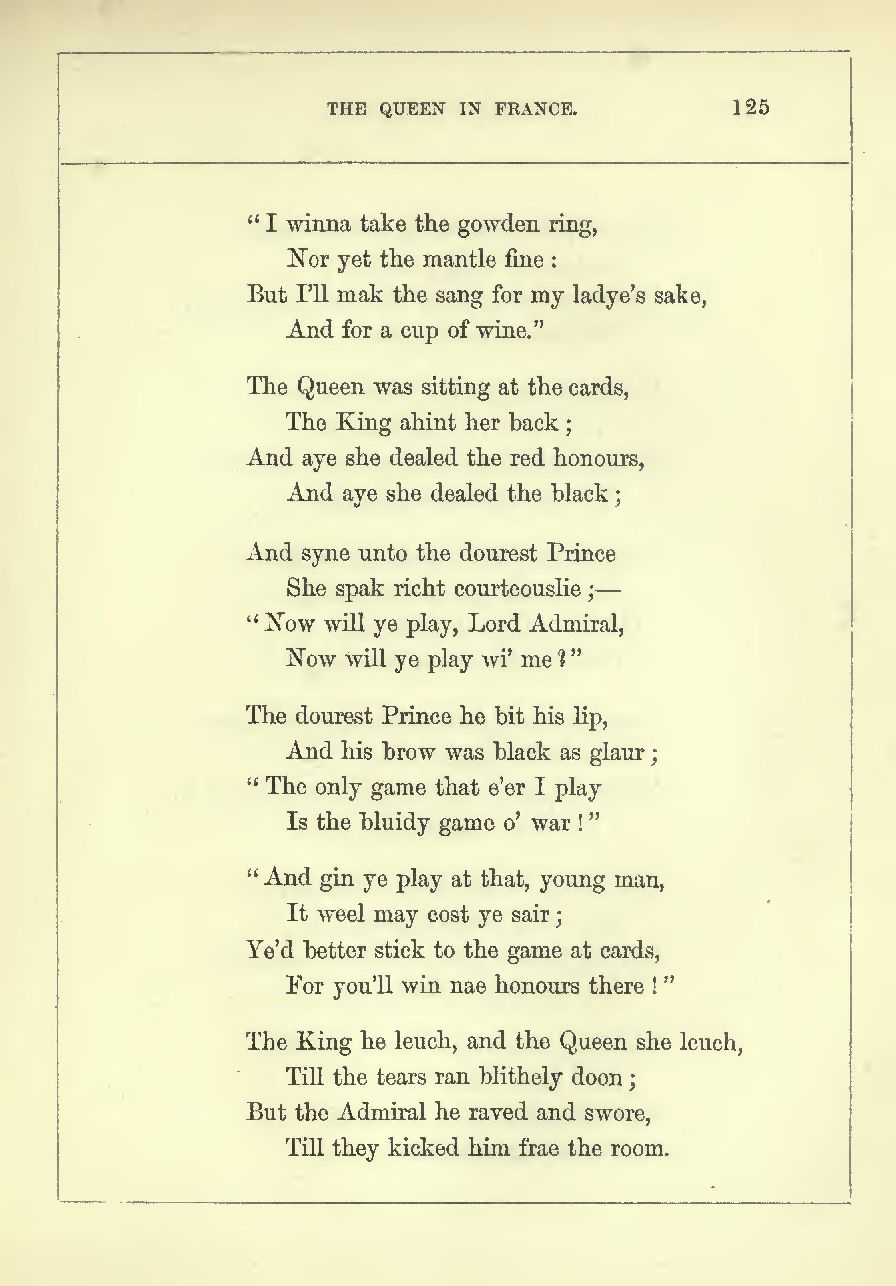 THE QUEEN IN FRANCE. 125
“ I winna take the gowden ring,
Nor yet the mantle fine :
But I’ll mak the sang for my ladye’s sake,
And for a cup of wine.”
The Queen was sitting at the cards,
The King ahint her back ;
And aye she dealed the red honours,
And aye she dealed the black ;
And syne unto the dourest Prince
She spak richt courteouslie ;—
“ Now will ye play, Lord Admiral,
Now will ye play wi’ me ? ”
The dourest Prince he bit his lip,
And his brow was black as glaur ;
“ The only game that e’er I play
Is the bluidy game o’ war ! ”
“ And gin ye play at that, young man,
It weel may cost ye sair ;
Ye’d better stick to the game at cards,
For you’ll win nae honours there ! ”
The King he leuch, and the Queen she leuch,
Till the tears ran blithely doon ;
But the Admiral he raved and swore,
Till they kicked him frae the room.